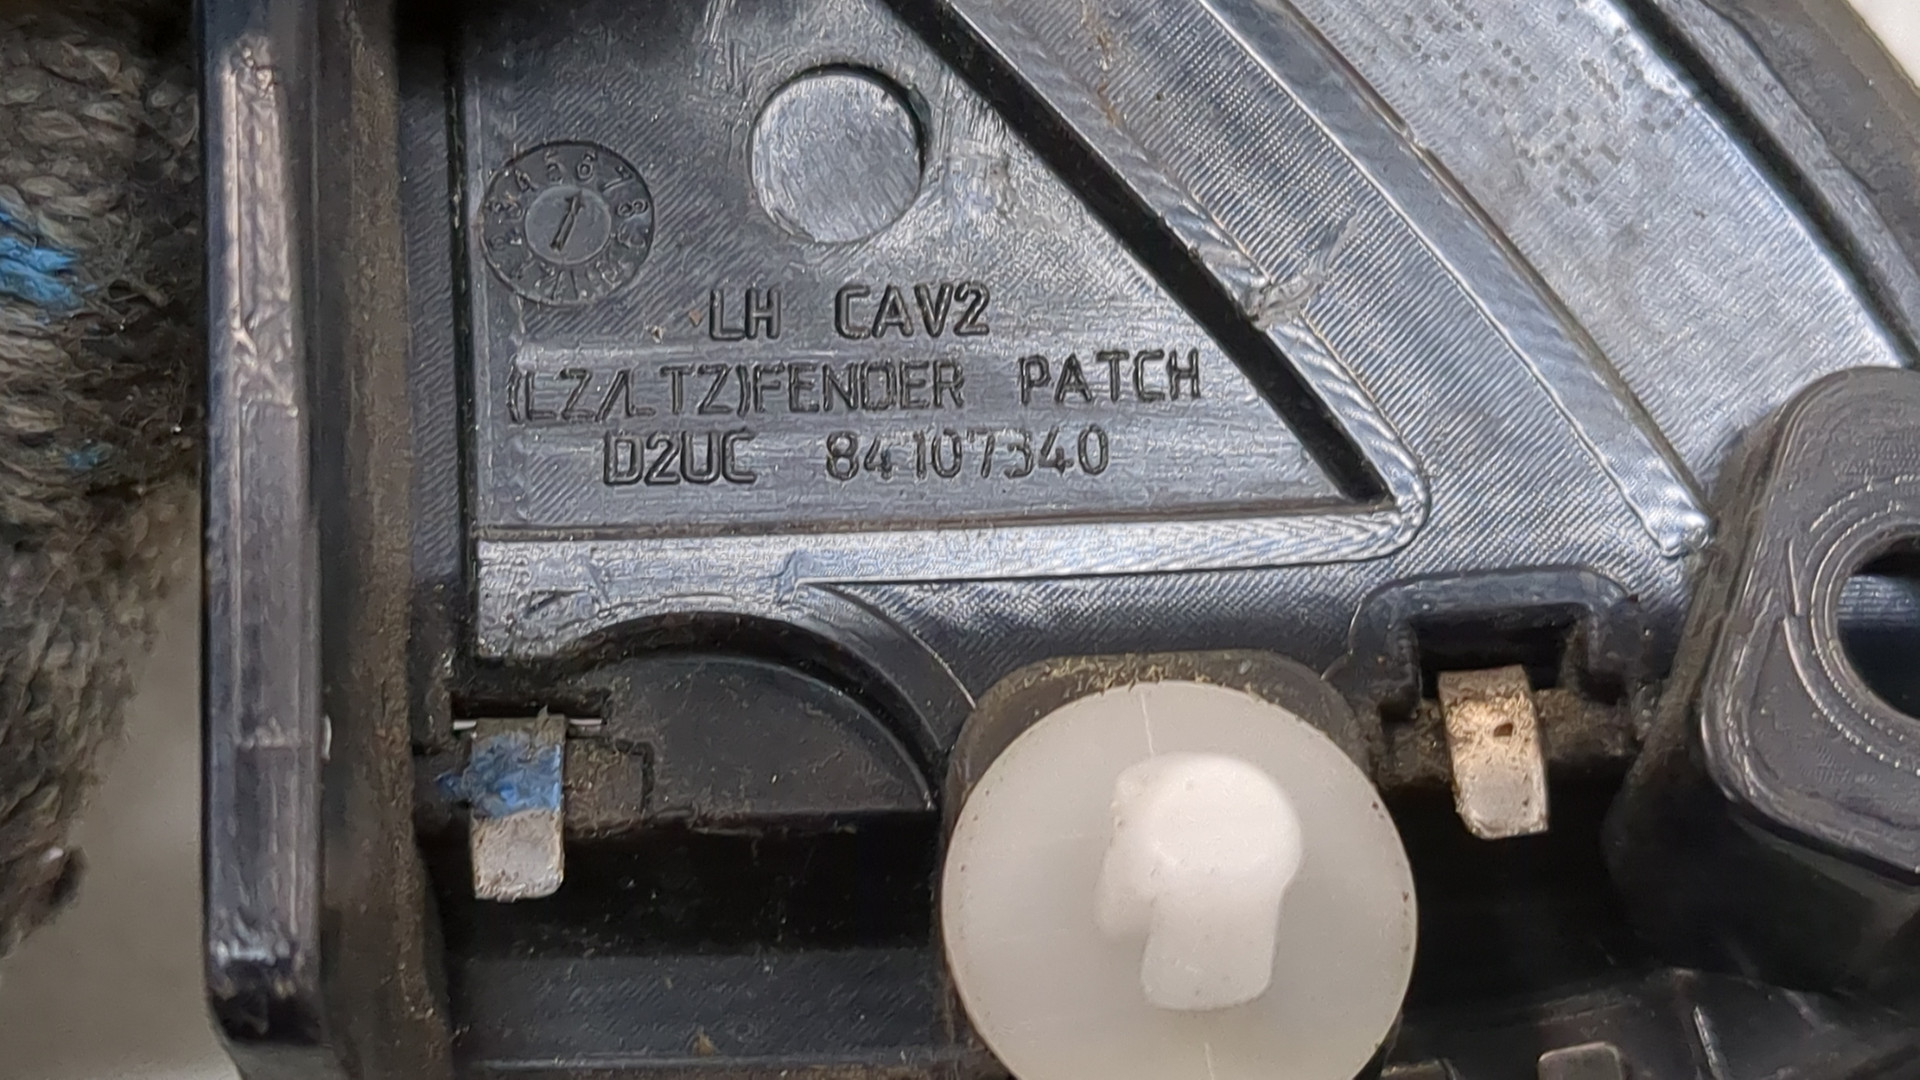 LH CAV2
(LZ/LTZ)FENDER PATCH
D2UC 84107340